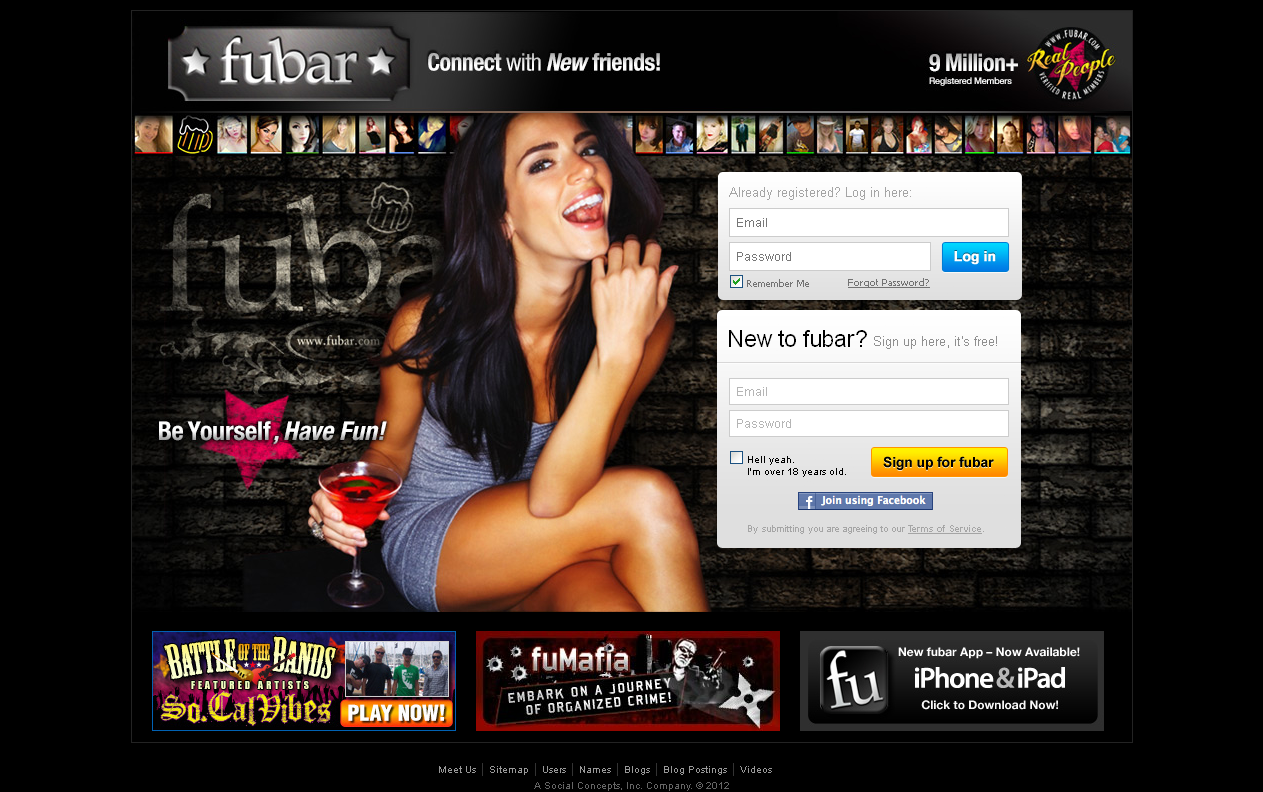 fubar
Connect with New friends!
9 Million+
Registered Members
WWW.FUBAR.COM
Real People
VERIFIED REAL MEMBERS
fuba
www.fubar.com
Be Yourself, Have Fun!
Already registered? Log in here:
Email
Password
Log in
Remember Me
Forgot Password?
New to fubar? Sign up here, it's free!
Email
Password
Hell yeah.
I'm over 18 years old.
Sign up for fubar
f Join using Facebook
By submitting you are agreeing to our Terms of Service.
BATTLE OF THE BANDS
FEATURED ARTISTS
So.Cal Vibes
PLAY NOW!
fuMafia
EMBARK ON A JOURNEY
OF ORGANIZED CRIME!
fu
New fubar App – Now Available!
iPhone & iPad
Click to Download Now!
Meet Us | Sitemap | Users | Names | Blogs | Blog Postings | Videos
A Social Concepts, Inc. Company. © 2012